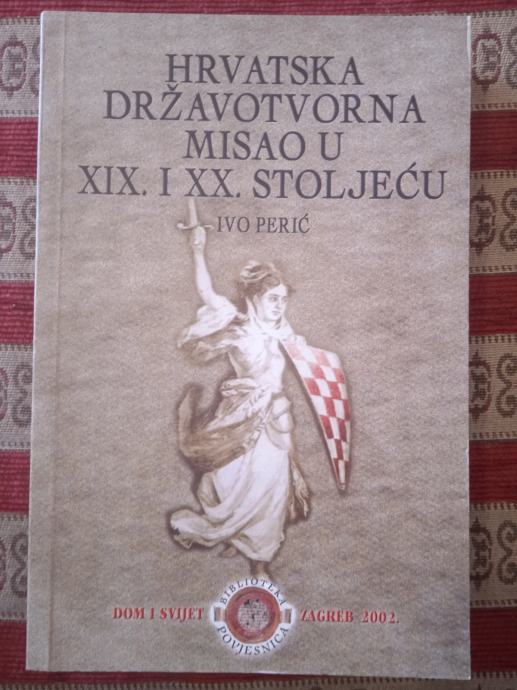 HRVATSKA
DRŽAVOTVORNA
MISAO U
XIX. I XX. STOLJEĆU
IVO PERIĆ
DOM I SVIJET
BIBLIOTEKA
POVJESNICA
ZAGREB 2002.